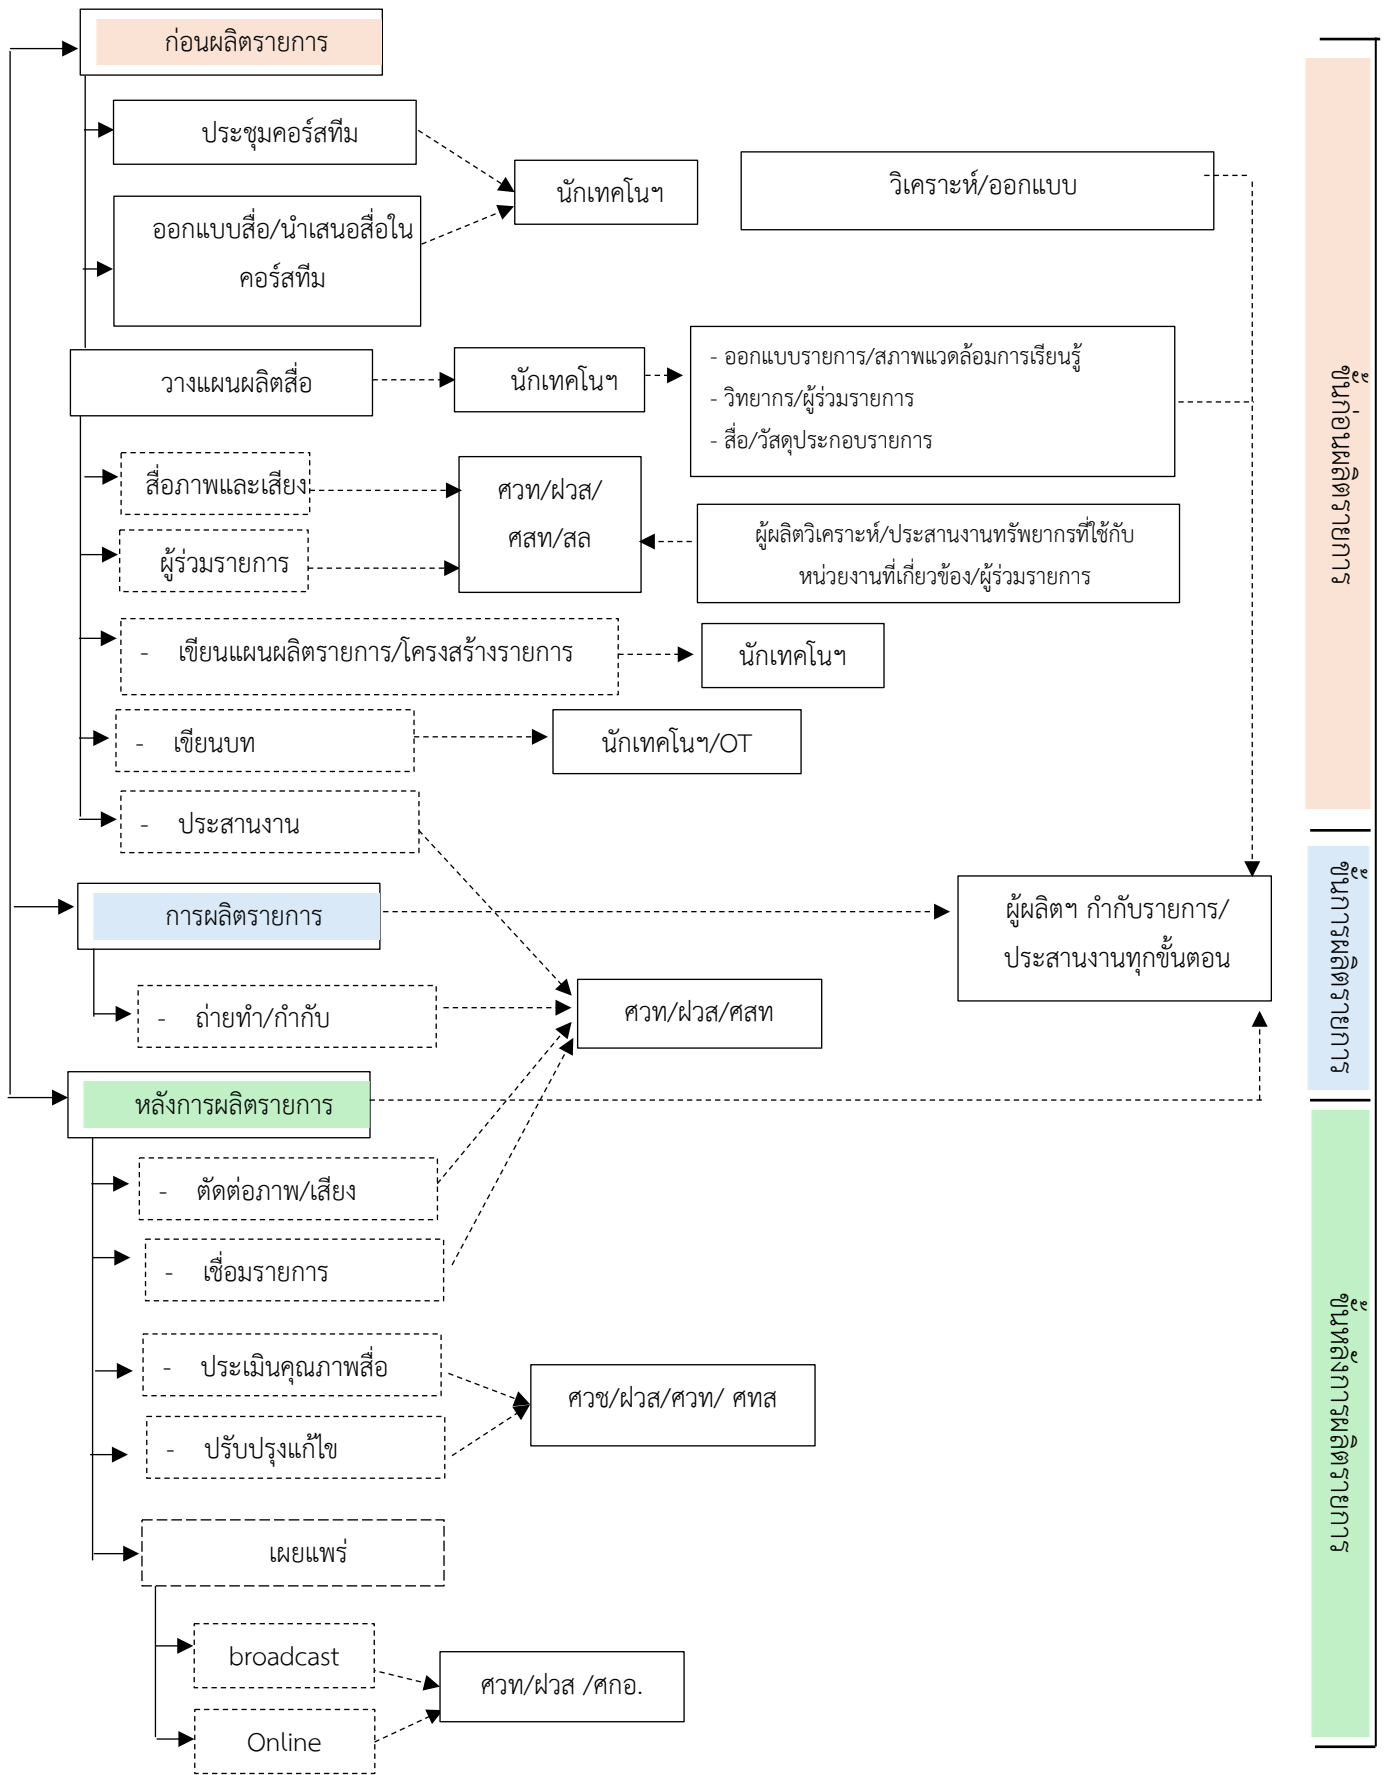 ก่อนผลิตรายการ
ประชุมคอร์สทีม
นักเทคโนฯ
วิเคราะห์/ออกแบบ
ออกแบบสื่อ/นำเสนอสื่อใน
คอร์สทีม
วางแผนผลิตสื่อ
นักเทคโนฯ
- ออกแบบรายการ/สภาพแวดล้อมการเรียนรู้
- วิทยากร/ผู้ร่วมรายการ
- สื่อ/วัสดุประกอบรายการ
สื่อภาพและเสียง
ผู้ร่วมรายการ
ศวท/ฝวส/
ศสท/สล
ผู้ผลิตวิเคราะห์/ประสานงานทรัพยากรที่ใช้กับ
หน่วยงานที่เกี่ยวข้อง/ผู้ร่วมรายการ
- เขียนแผนผลิตรายการ/โครงสร้างรายการ
นักเทคโนฯ
- เขียนบท
นักเทคโนฯ/OT
- ประสานงาน
ขั้นก่อนผลิตรายการ
การผลิตรายการ
ผู้ผลิตฯ กำกับรายการ/
ประสานงานทุกขั้นตอน
- ถ่ายทำ/กำกับ
ศวท/ฝวส/ศสท
ขั้นการผลิตรายการ
หลังการผลิตรายการ
- ตัดต่อภาพ/เสียง
- เชื่อมรายการ
- ประเมินคุณภาพสื่อ
- ปรับปรุงแก้ไข
ศวช/ฝวส/ศวท/ ศทส
เผยแพร่
broadcast
Online
ศวท/ฝวส /ศกอ.
ขั้นหลังการผลิตรายการ